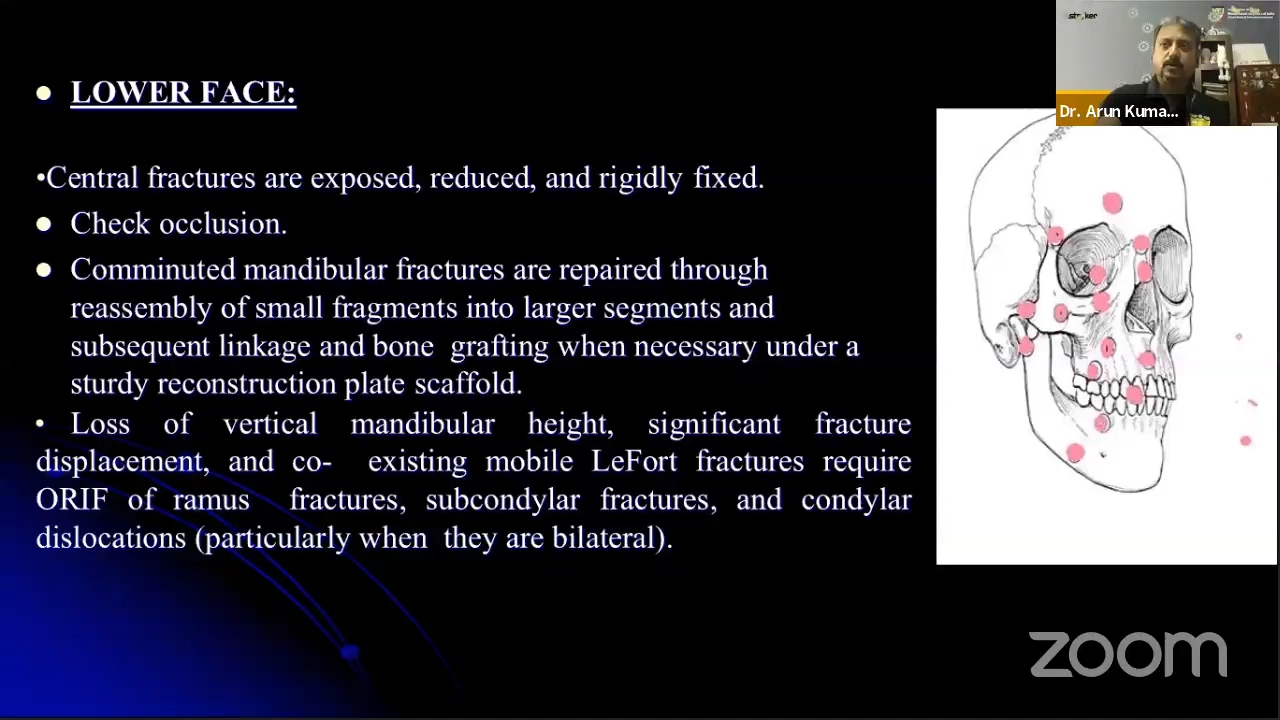 stryker
Dr. Arun Kuma...
• LOWER FACE:
•Central fractures are exposed, reduced, and rigidly fixed.
• Check occlusion.
• Comminuted mandibular fractures are repaired through
reassembly of small fragments into larger segments and
subsequent linkage and bone grafting when necessary under a
sturdy reconstruction plate scaffold.
• Loss of vertical mandibular height, significant fracture
displacement, and co- existing mobile LeFort fractures require
ORIF of ramus fractures, subcondylar fractures, and condylar
dislocations (particularly when they are bilateral).
zoom